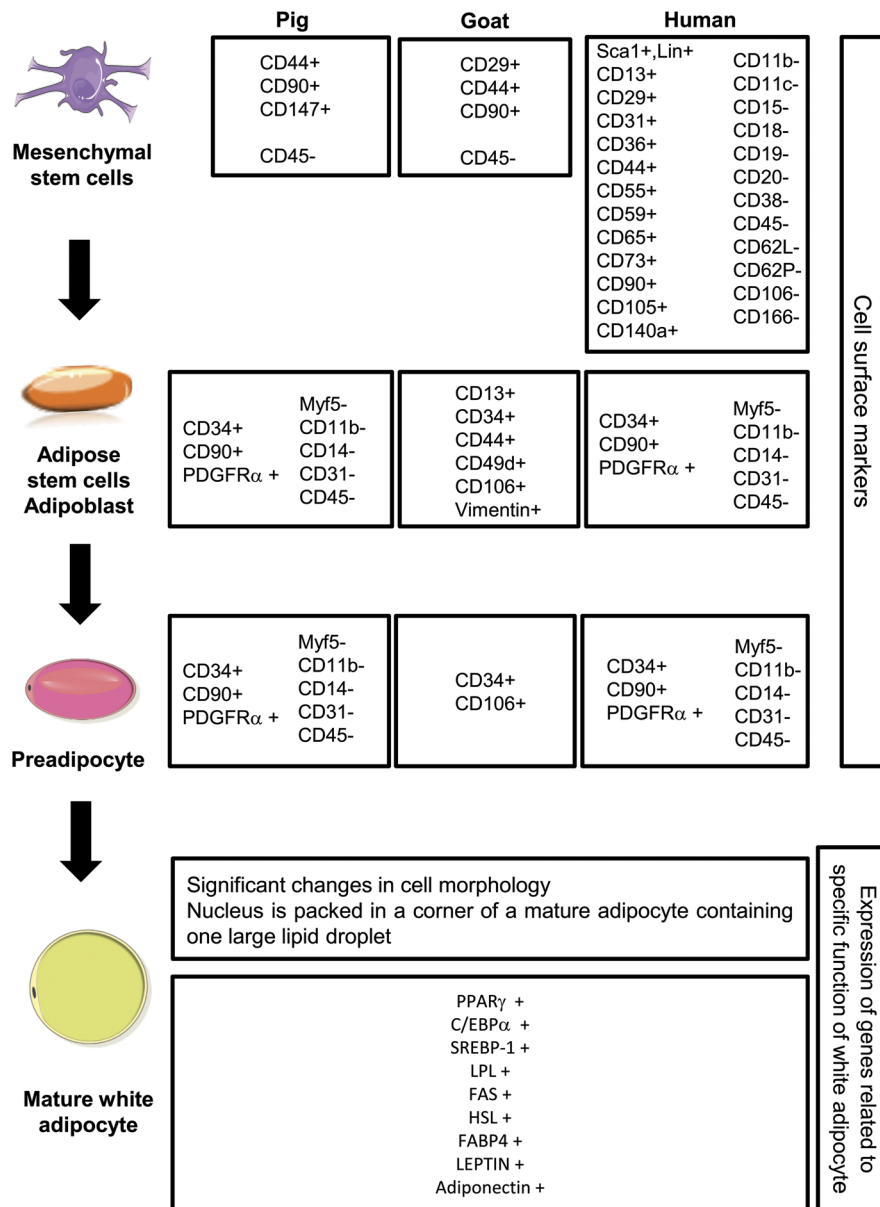 Pig
Goat
Human
Mesenchymal
stem cells
CD44+
CD90+
CD147+
CD45-
CD29+
CD44+
CD90+
CD45-
Sca1+,Lin+
CD13+
CD29+
CD31+
CD36+
CD44+
CD55+
CD59+
CD65+
CD73+
CD90+
CD105+
CD140a+
CD11b-
CD11c-
CD15-
CD18-
CD19-
CD20-
CD38-
CD45-
CD62L-
CD62P-
CD106-
CD166-
Cell surface markers
Adipose
stem cells
Adipoblast
CD34+
CD90+
PDGFRα +
Myf5-
CD11b-
CD14-
CD31-
CD45-
CD13+
CD34+
CD44+
CD49d+
CD106+
Vimentin+
CD34+
CD90+
PDGFRα +
Myf5-
CD11b-
CD14-
CD31-
CD45-
Preadipocyte
CD34+
CD90+
PDGFRα +
Myf5-
CD11b-
CD14-
CD31-
CD45-
CD34+
CD106+
CD34+
CD90+
PDGFRα +
Myf5-
CD11b-
CD14-
CD31-
CD45-
Mature white
adipocyte
Significant changes in cell morphology
Nucleus is packed in a corner of a mature adipocyte containing
one large lipid droplet
PPARγ +
C/EBPα +
SREBP-1 +
LPL +
FAS +
HSL +
FABP4 +
LEPTIN +
Adiponectin +
Expression of genes related to
specific function of white adipocyte